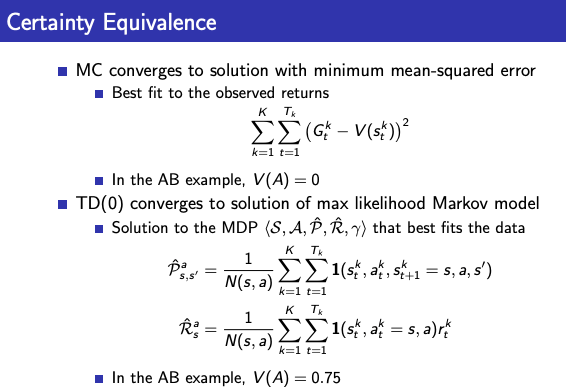 Certainty Equivalence
MC converges to solution with minimum mean-squared error
Best fit to the observed returns
$\sum_{k=1}^{K} \sum_{t=1}^{T_k} \left( G_t^k - V(s_t^k) \right)^2$
In the AB example, $V(A) = 0$
TD(0) converges to solution of max likelihood Markov model
Solution to the MDP $\langle \mathcal{S}, \mathcal{A}, \hat{\mathcal{P}}, \hat{\mathcal{R}}, \gamma \rangle$ that best fits the data
$\hat{\mathcal{P}}_{s,s'}^a = \frac{1}{N(s,a)} \sum_{k=1}^{K} \sum_{t=1}^{T_k} \mathbf{1}(s_t^k, a_t^k, s_{t+1}^k = s, a, s')$
$\hat{\mathcal{R}}_s^a = \frac{1}{N(s,a)} \sum_{k=1}^{K} \sum_{t=1}^{T_k} \mathbf{1}(s_t^k, a_t^k = s, a) r_t^k$
In the AB example, $V(A) = 0.75$